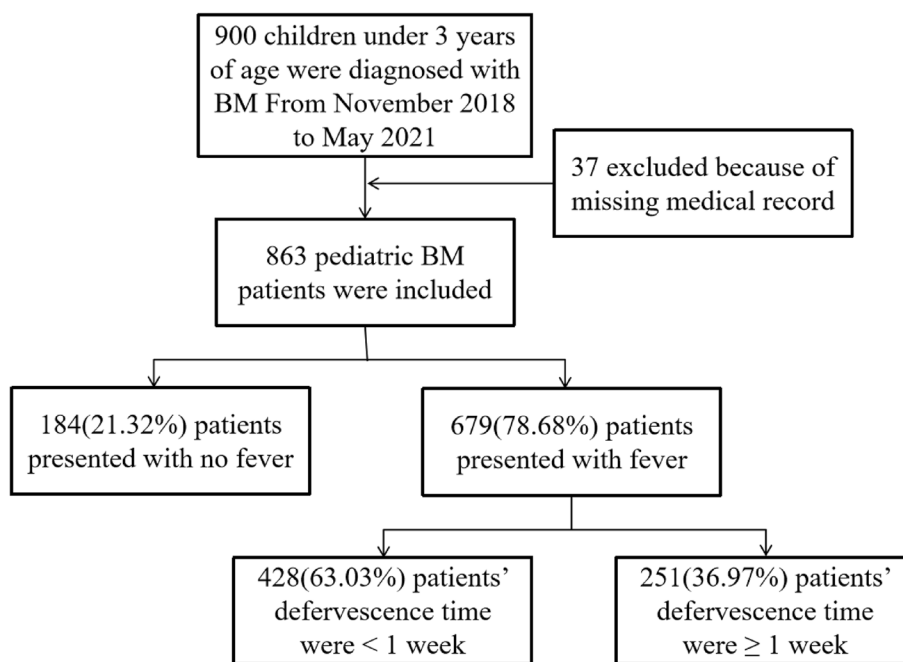 900 children under 3 years
of age were diagnosed with
BM From November 2018
to May 2021
37 excluded because of
missing medical record
863 pediatric BM
patients were included
184(21.32%) patients
presented with no fever
679(78.68%) patients
presented with fever
428(63.03%) patients’
defervescence time
were < 1 week
251(36.97%) patients’
defervescence time
were ≥ 1 week